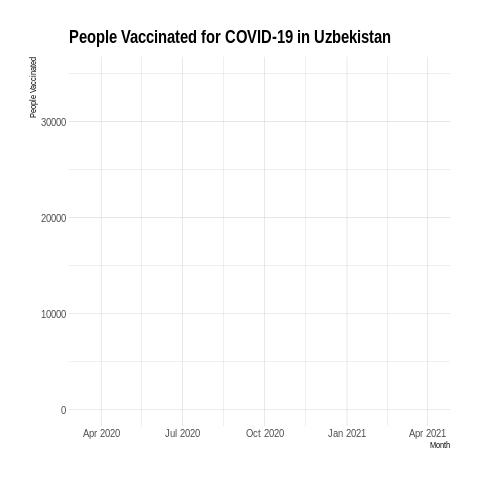 People Vaccinated for COVID-19 in Uzbekistan
People Vaccinated
30000
20000
10000
0
Apr 2020 Jul 2020 Oct 2020 Jan 2021 Apr 2021
Month